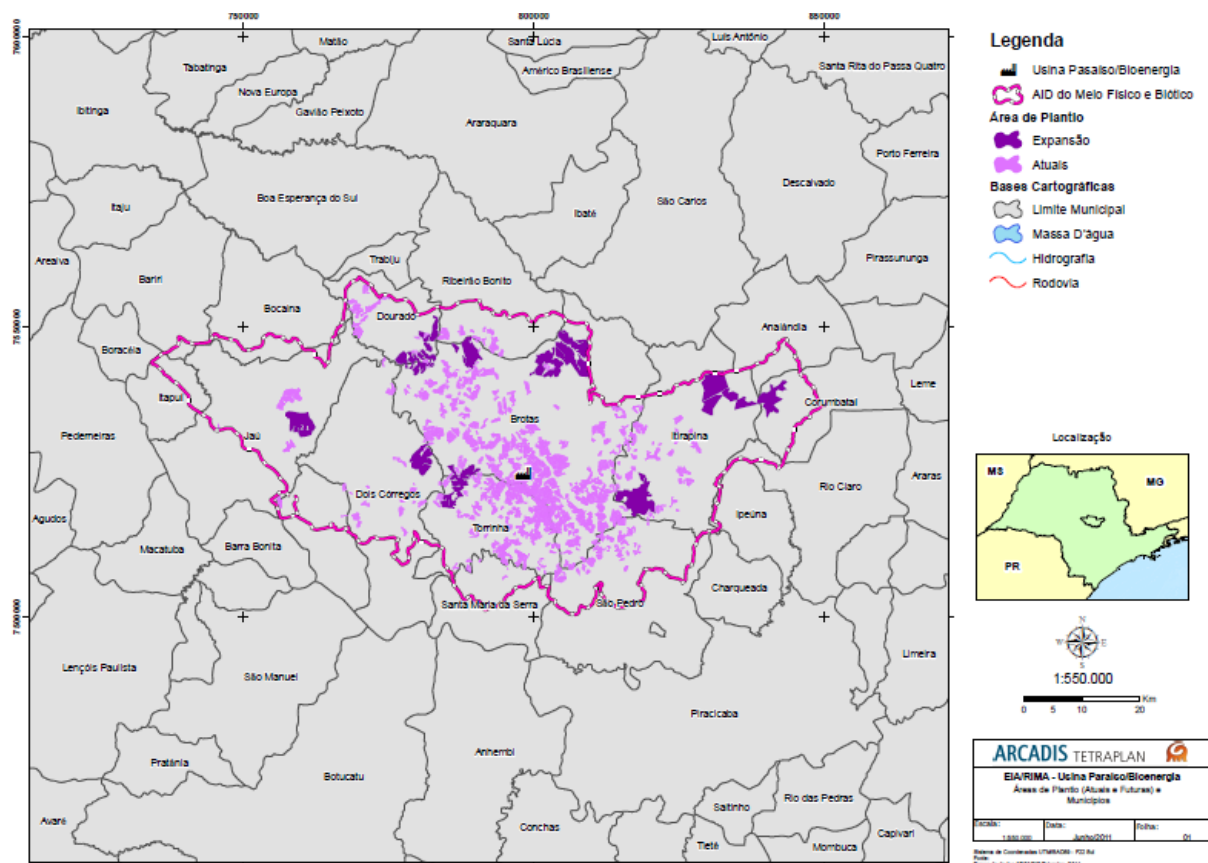 750000
800000
850000
7600000
7550000
7500000
Matão
Santa Lúcia
Luís Antônio
Tabatinga
Américo Brasiliense
Santa Rita do Passa Quatro
Nova Europa
Gavião Peixoto
Ibitinga
Araraquara
Porto Ferreira
Descalvado
Boa Esperança do Sul
São Carlos
Itaju
Ibaté
Arealva
Trabiju
Pirassununga
Bariri
Ribeirão Bonito
Bocaina
Dourado
Analândia
Boracéia
Leme
Itapuí
Corumbataí
Brotas
Itirapina
Pederneiras
Jaú
Araras
Rio Claro
Dois Córregos
Agudos
Torrinha
Ipeúna
Macatuba
Barra Bonita
Charqueada
Santa Maria da Serra
São Pedro
Limeira
Lençóis Paulista
São Manuel
Piracicaba
Anhembi
Pratânia
Botucatu
Rio das Pedras
Saltinho
Avaré
Conchas
Capivari
Tietê
Mombuca
Legenda
Usina Pasaíso/Bioenergia
AID do Meio Físico e Biótico
Área de Plantio
Expansão
Atuais
Bases Cartográficas
Limite Municipal
Massa D'água
Hidrografia
Rodovia
Localização
MS
MG
PR
N
W
E
S
1:550.000
Km
0 5 10 20
ARCADIS TETRAPLAN
EIA/RIMA - Usina Paraíso/Bioenergia
Áreas de Plantio (Atuais e Futuras) e
Municípios
Escala:
1:550.000
Data:
Junho/2011
Folha:
01